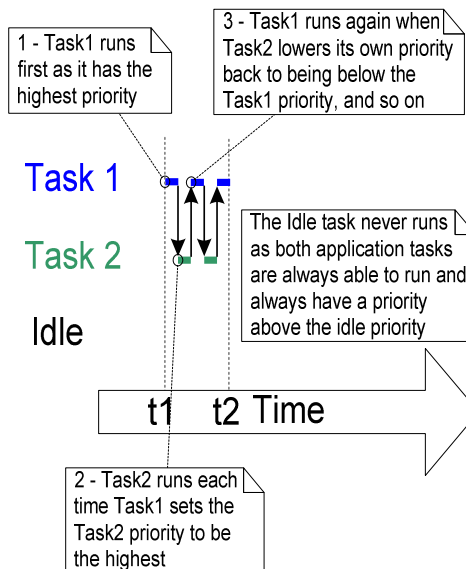 1 - Task1 runs
first as it has the
highest priority
3 - Task1 runs again when
Task2 lowers its own priority
back to being below the
Task1 priority, and so on
Task 1
Task 2
Idle
The Idle task never runs
as both application tasks
are always able to run and
always have a priority
above the idle priority
t1 t2 Time
2 - Task2 runs each
time Task1 sets the
Task2 priority to be
the highest